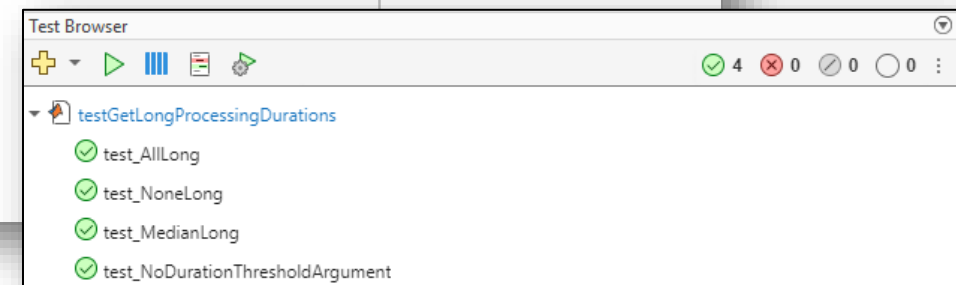 Test Browser
4 0 0 0
testGetLongProcessingDurations
test_AllLong
test_NoneLong
test_MedianLong
test_NoDurationThresholdArgument